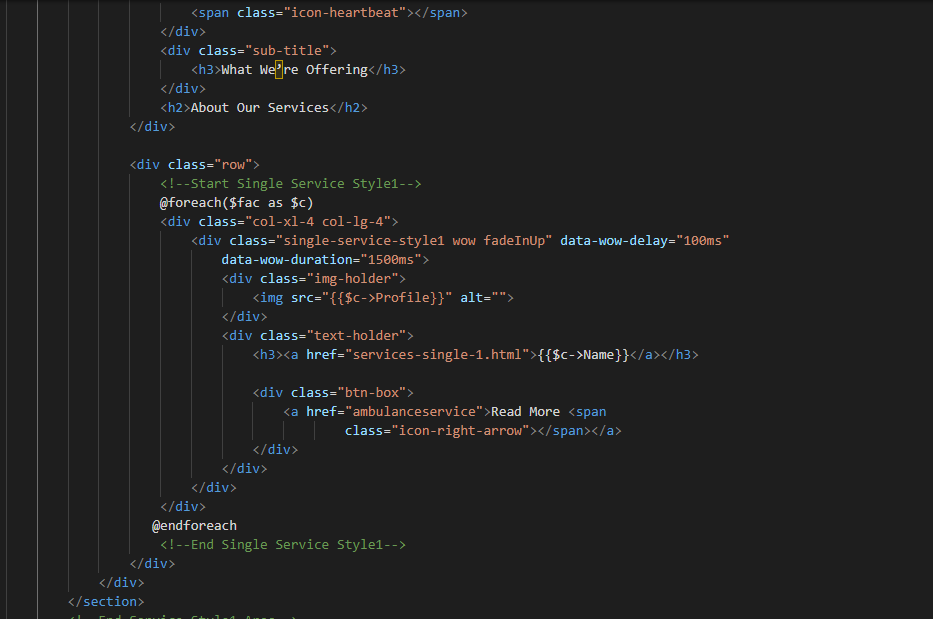 <span class="icon-heartbeat"></span>
</div>
<div class="sub-title">
<h3>What We’re Offering</h3>
</div>
<h2>About Our Services</h2>
</div>
<div class="row">
<!--Start Single Service Style1-->
@foreach($fac as $c)
<div class="col-xl-4 col-lg-4">
<div class="single-service-style1 wow fadeInUp" data-wow-delay="100ms"
data-wow-duration="1500ms">
<div class="img-holder">
<img src="{{$c->Profile}}" alt="">
</div>
<div class="text-holder">
<h3><a href="services-single-1.html">{{$c->Name}}</a></h3>
<div class="btn-box">
<a href="ambulanceservice">Read More <span
class="icon-right-arrow"></span></a>
</div>
</div>
</div>
</div>
@endforeach
<!--End Single Service Style1-->
</div>
</div>
</section>
<!--End Service Style1 Area-->